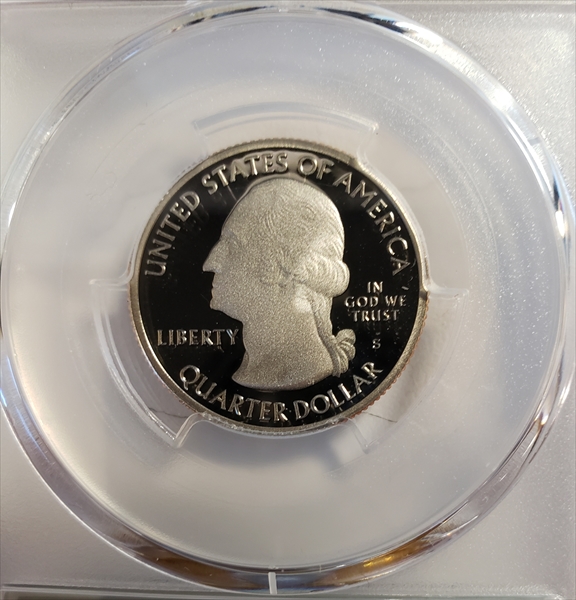 UNITED STATES OF AMERICA
LIBERTY
IN
GOD WE
TRUST
S
QUARTER DOLLAR